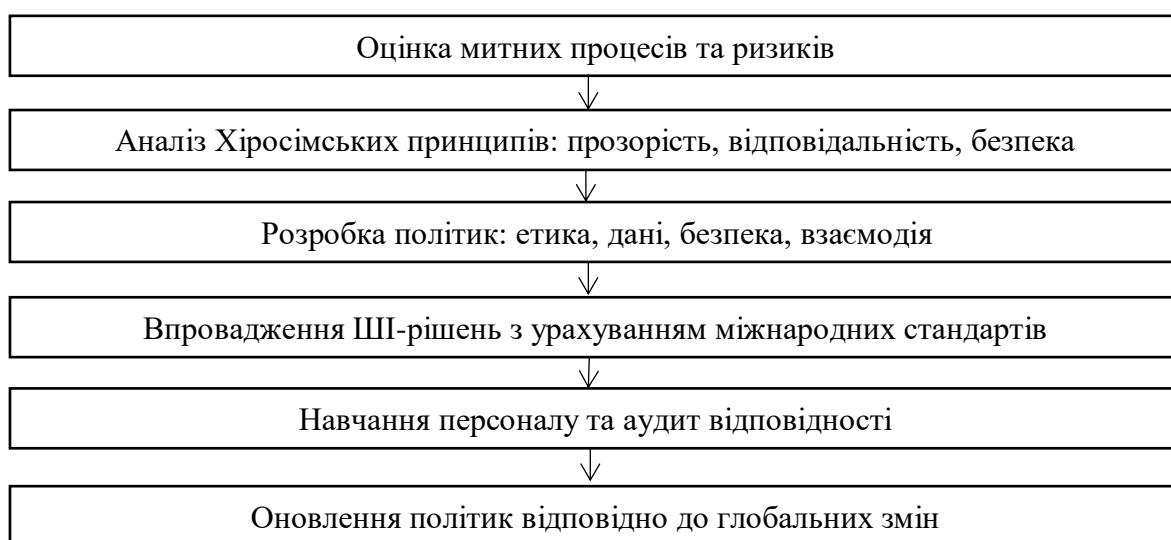 Оцінка митних процесів та ризиків
Аналіз Хіросімських принципів: прозорість, відповідальність, безпека
Розробка політик: етика, дані, безпека, взаємодія
Впровадження ШІ-рішень з урахуванням міжнародних стандартів
Навчання персоналу та аудит відповідності
Оновлення політик відповідно до глобальних змін